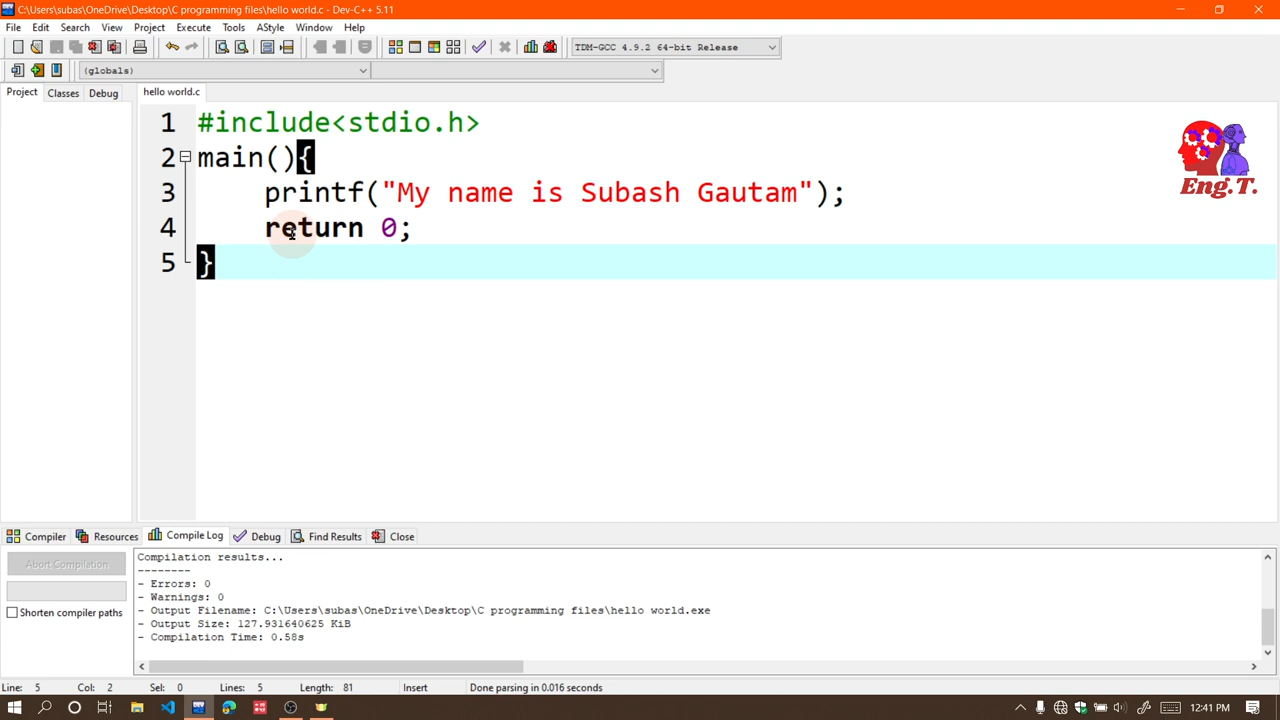 C:\Users\subas\OneDrive\Desktop\C programming files\hello world.c - Dev-C++ 5.11
File Edit Search View Project Execute Tools AStyle Window Help
TDM-GCC 4.9.2 64-bit Release
(globals)
Project Classes Debug hello world.c
1 #include<stdio.h>
2 main(){
3 printf("My name is Subash Gautam");
4 return 0;
5 }
Eng.T.
Compiler Resources Compile Log Debug Find Results Close
Abort Compilation
Shorten compiler paths
Compilation results...
--------
- Errors: 0
- Warnings: 0
- Output Filename: C:\Users\subas\OneDrive\Desktop\C programming files\hello world.exe
- Output Size: 127.931640625 KiB
- Compilation Time: 0.58s
Line: 5 Col: 2 Sel: 0 Lines: 5 Length: 81 Insert Done parsing in 0.016 seconds
12:41 PM